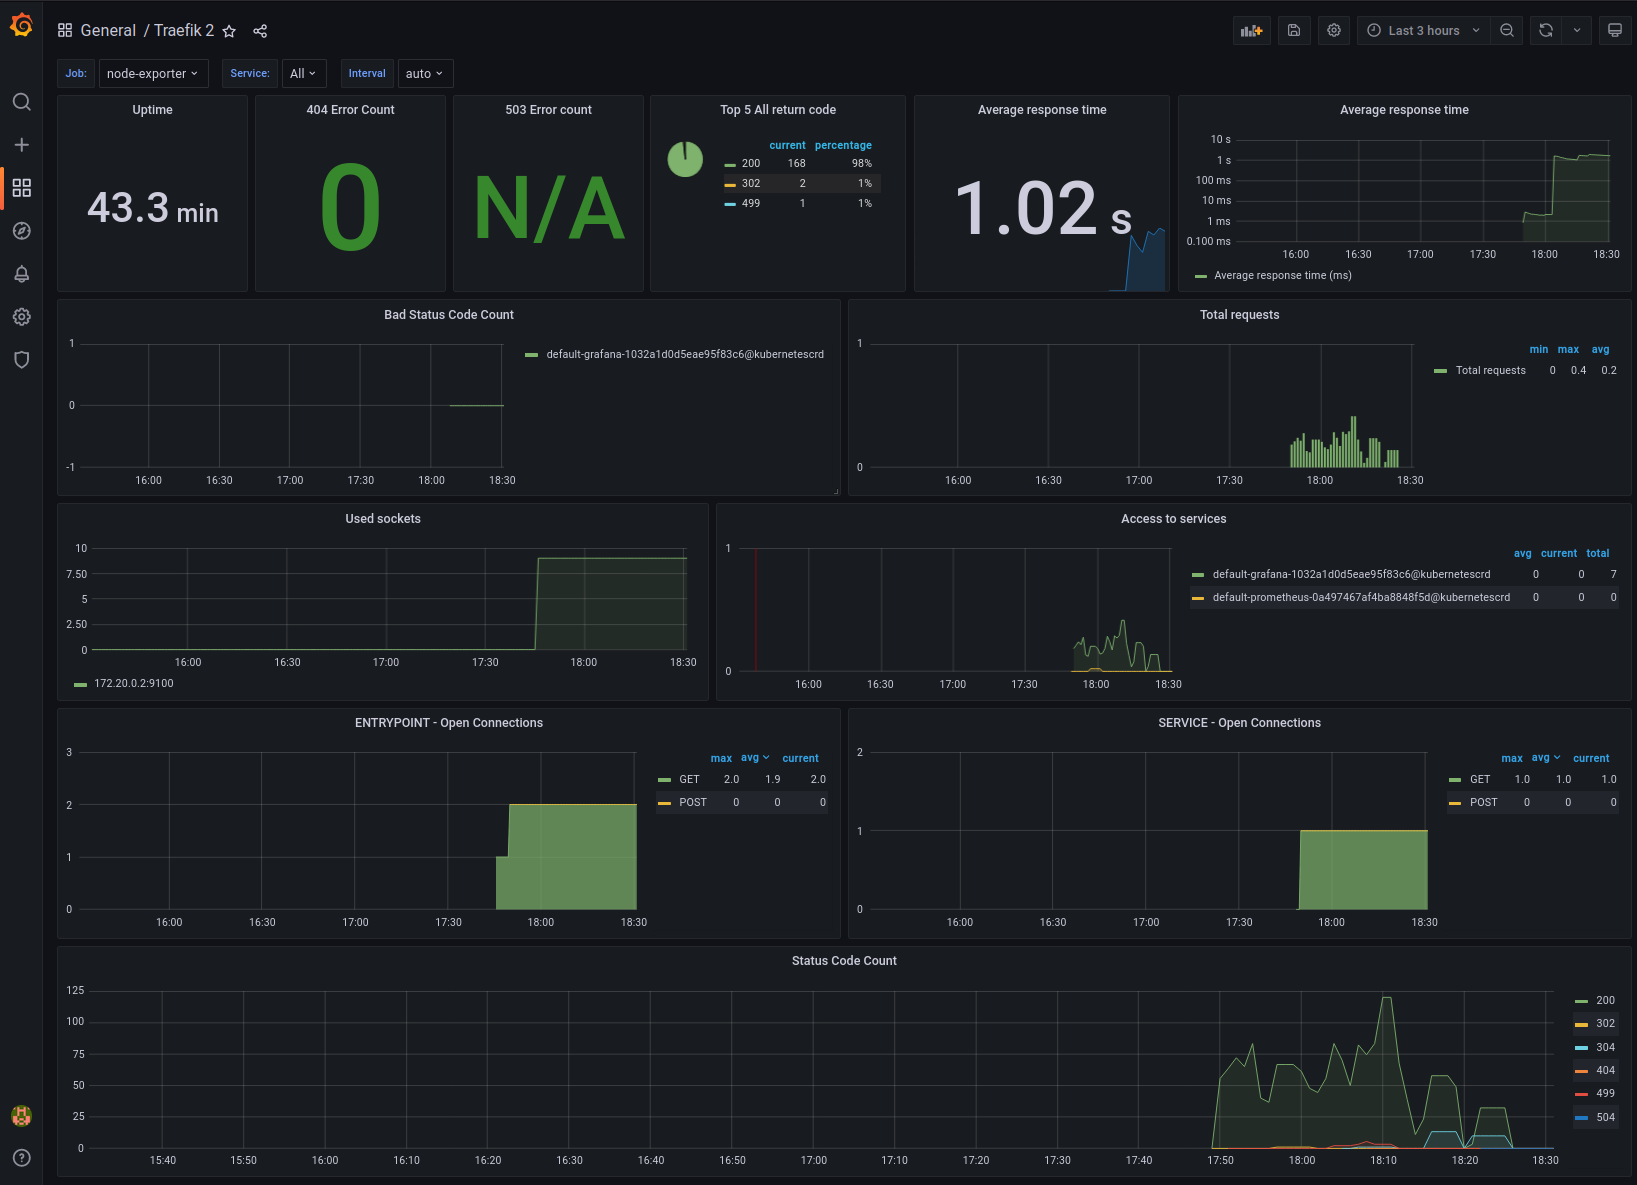 General / Traefik 2
Last 3 hours
Job: node-exporter Service: All Interval auto
Uptime
43.3 min
404 Error Count
0
503 Error count
N/A
Top 5 All return code
current percentage
200 168 98%
302 2 1%
499 1 1%
Average response time
1.02 s
Average response time
10 s
1 s
100 ms
10 ms
1 ms
0.100 ms
16:00 16:30 17:00 17:30 18:00 18:30
Average response time (ms)
Bad Status Code Count
1
0
-1
16:00 16:30 17:00 17:30 18:00 18:30
default-grafana-1032a1d0d5eae95f83c6@kubernetescrd
Total requests
1
0
16:00 16:30 17:00 17:30 18:00 18:30
min max avg
Total requests 0 0.4 0.2
Used sockets
10
7.50
5
2.50
0
16:00 16:30 17:00 17:30 18:00 18:30
172.20.0.2:9100
Access to services
1
0
16:00 16:30 17:00 17:30 18:00 18:30
avg current total
default-grafana-1032a1d0d5eae95f83c6@kubernetescrd 0 0 7
default-prometheus-0a497467af4ba8848f5d@kubernetescrd 0 0 0
ENTRYPOINT - Open Connections
3
2
1
0
16:00 16:30 17:00 17:30 18:00 18:30
max avg current
GET 2.0 1.9 2.0
POST 0 0 0
SERVICE - Open Connections
2
1
0
16:00 16:30 17:00 17:30 18:00 18:30
max avg current
GET 1.0 1.0 1.0
POST 0 0 0
Status Code Count
125
100
75
50
25
0
15:40 15:50 16:00 16:10 16:20 16:30 16:40 16:50 17:00 17:10 17:20 17:30 17:40 17:50 18:00 18:10 18:20 18:30
200
302
304
404
499
504